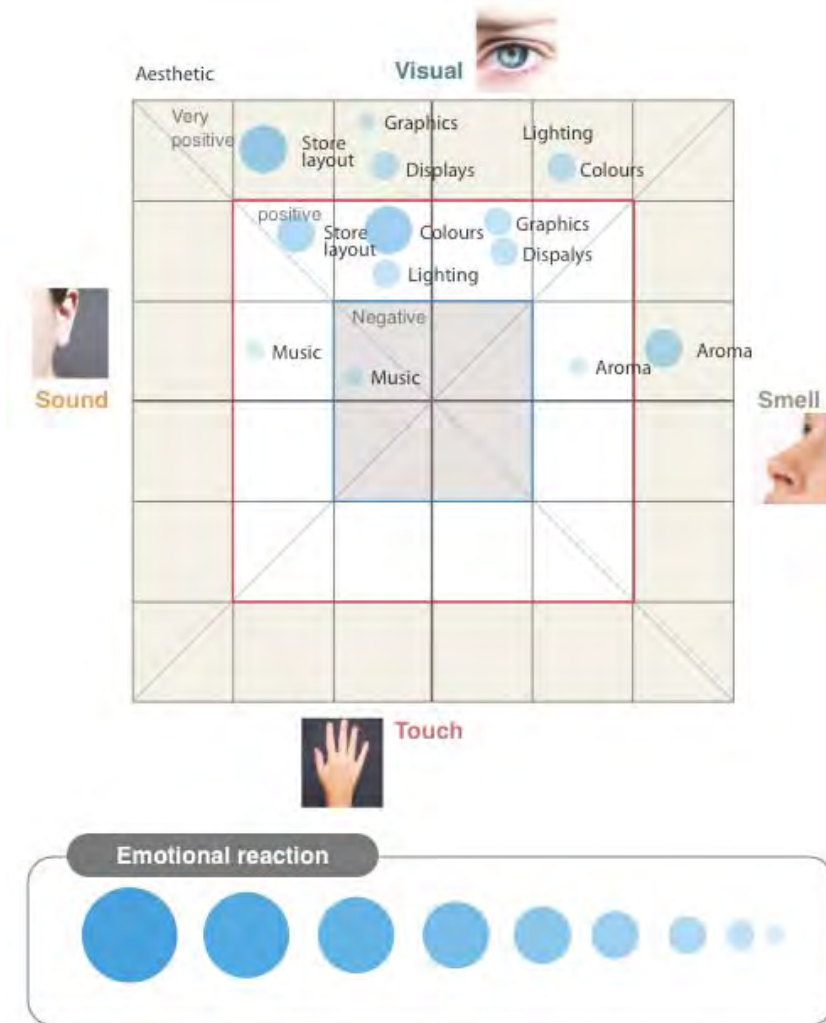 Visual
Aesthetic
Very
positive
Graphics
Store
layout
Displays
Lighting
Colours
positive
Store
layout
Colours
Graphics
Dispalys
Lighting
Negative
Music
Music
Aroma
Aroma
Sound
Smell
Touch
Emotional reaction